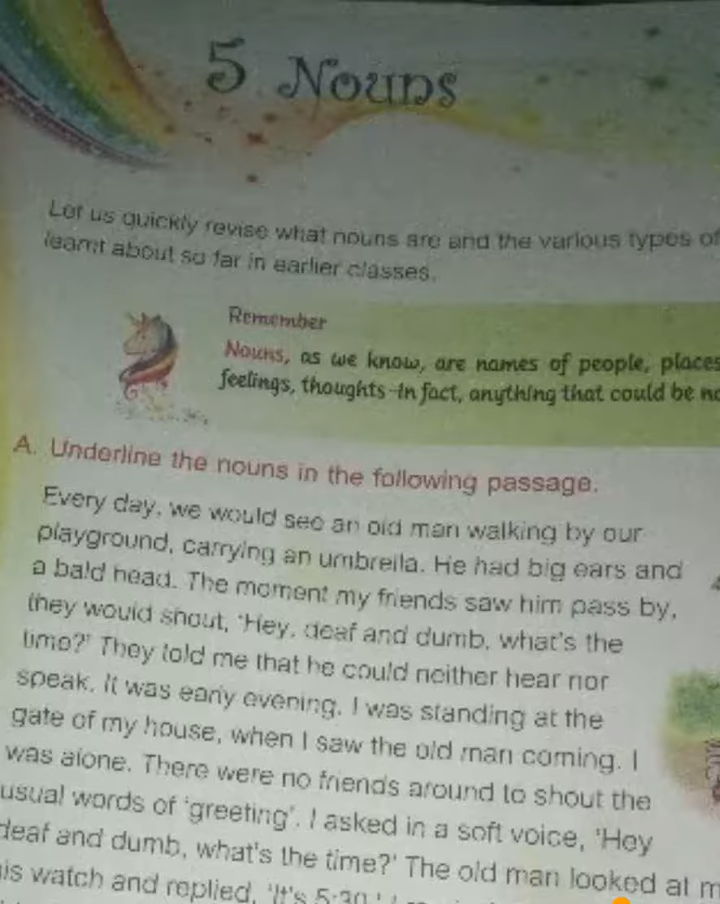 5 Nouns
Let us quickly revise what nouns are and the various types of
learnt about so far in earlier classes.
Remember
Nouns, as we know, are names of people, places
feelings, thoughts–in fact, anything that could be
A. Underline the nouns in the following passage.
Every day, we would see an old man walking by our
playground, carrying an umbrella. He had big ears and
a bald head. The moment my friends saw him pass by,
they would shout, 'Hey, deaf and dumb, what's the
time?' They told me that he could neither hear nor
speak. It was early evening. I was standing at the
gate of my house, when I saw the old man coming. I
was alone. There were no friends around to shout the
usual words of 'greeting'. I asked in a soft voice, 'Hey
deaf and dumb, what's the time?' The old man looked at
his watch and replied, 'It's 5:30.'